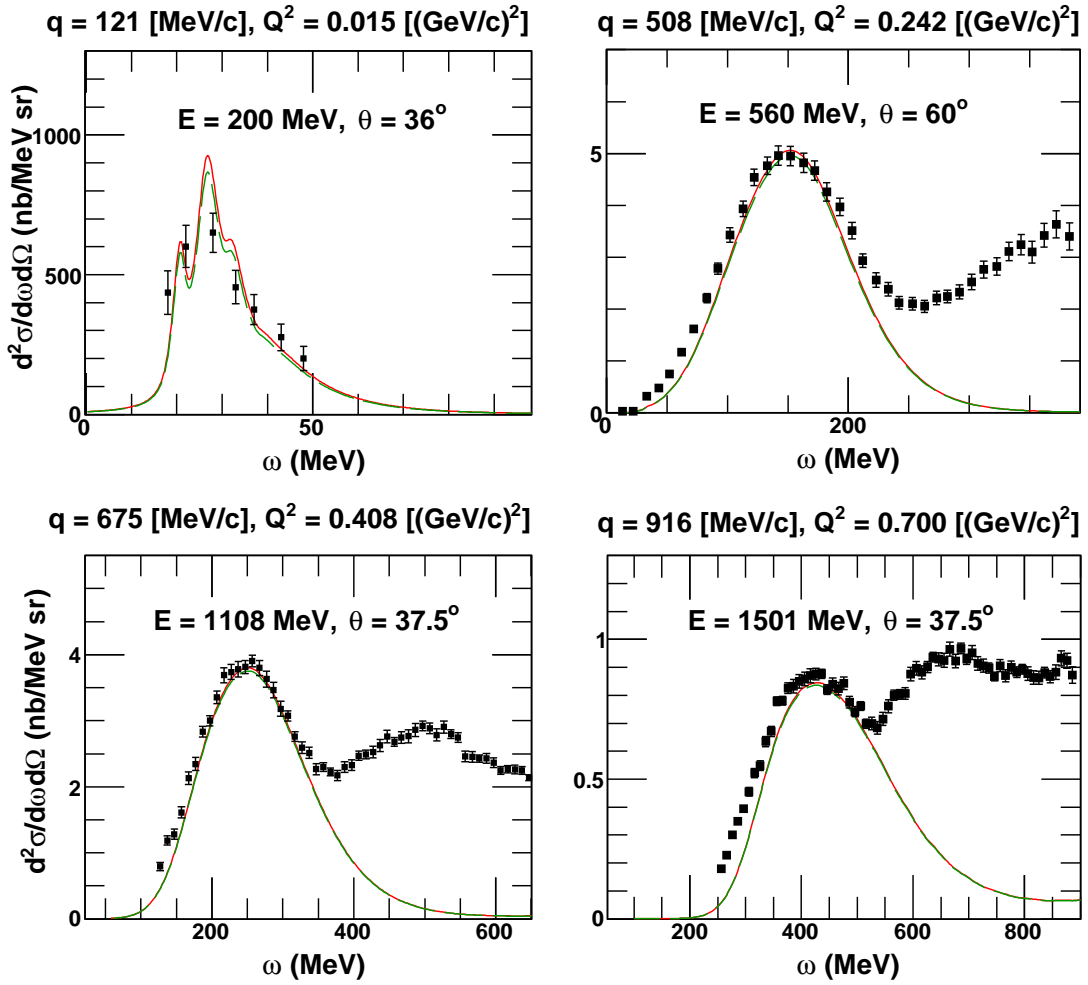 q = 121 [MeV/c], Q² = 0.015 [(GeV/c)²]
E = 200 MeV, θ = 36°
d²σ/dωdΩ (nb/MeV sr)
1000
500
0
0
50
ω (MeV)
q = 508 [MeV/c], Q² = 0.242 [(GeV/c)²]
E = 560 MeV, θ = 60°
5
0
200
ω (MeV)
q = 675 [MeV/c], Q² = 0.408 [(GeV/c)²]
E = 1108 MeV, θ = 37.5°
d²σ/dωdΩ (nb/MeV sr)
4
2
0
200
400
600
ω (MeV)
q = 916 [MeV/c], Q² = 0.700 [(GeV/c)²]
E = 1501 MeV, θ = 37.5°
1
0.5
0
200
400
600
800
ω (MeV)